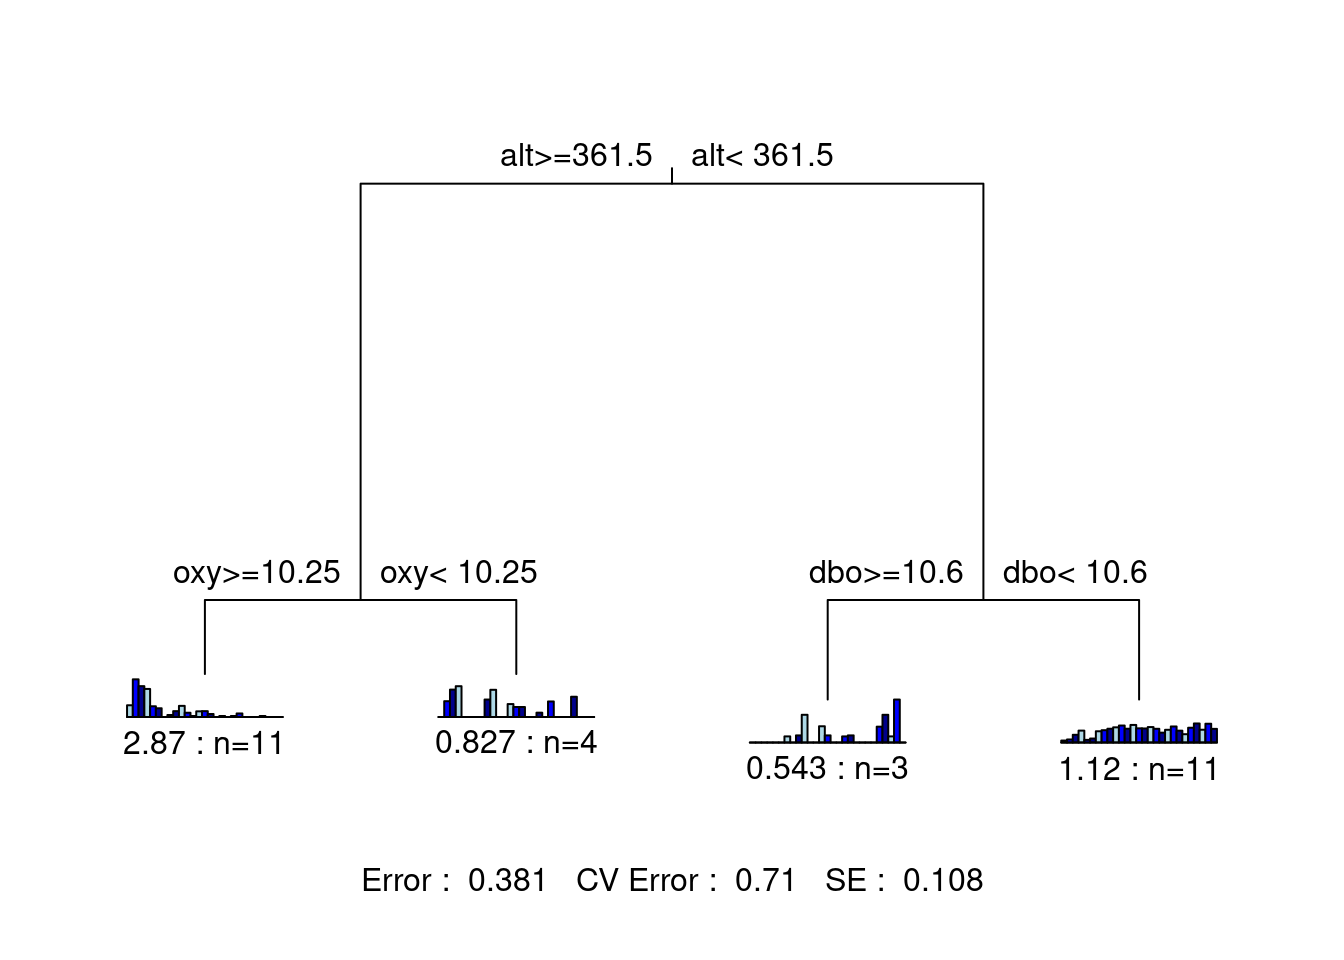 alt>=361.5 alt< 361.5
oxy>=10.25 oxy< 10.25 dbo>=10.6 dbo< 10.6
2.87 : n=11 0.827 : n=4 0.543 : n=3 1.12 : n=11
Error : 0.381 CV Error : 0.71 SE : 0.108